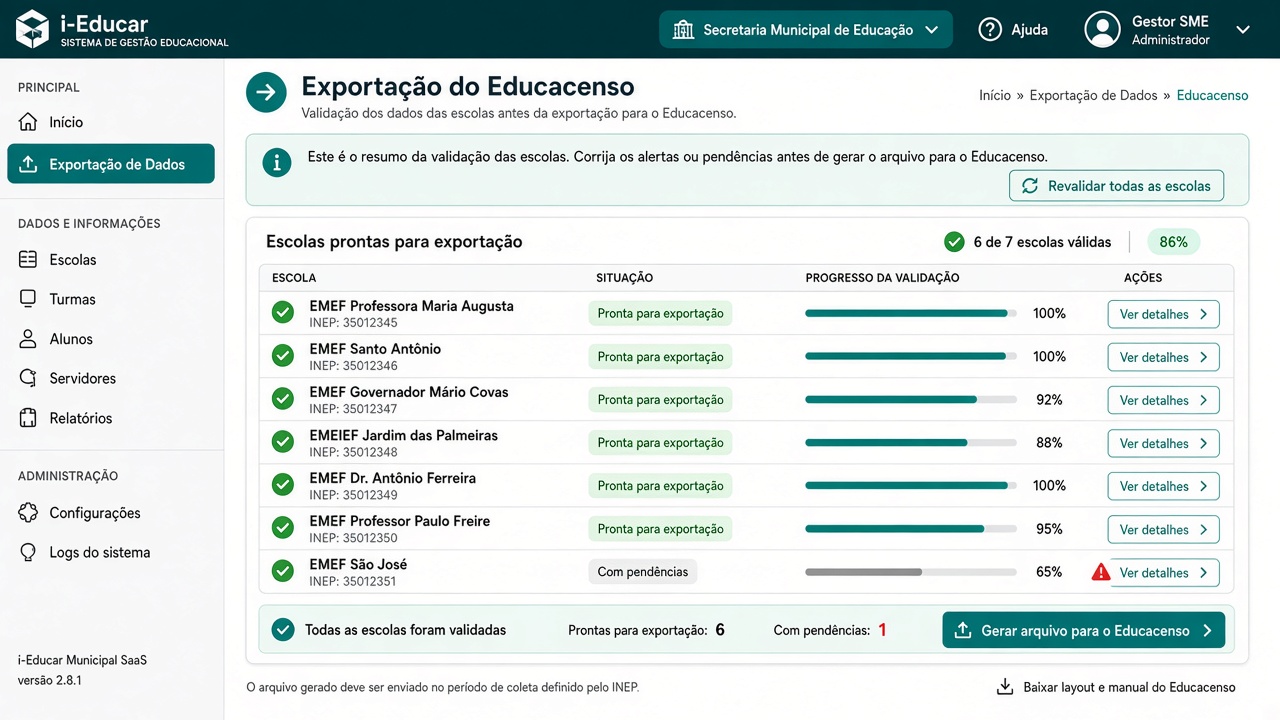 i-Educar
SISTEMA DE GESTÃO EDUCACIONAL
Secretaria Municipal de Educação
Ajuda
Gestor SME
Administrador
PRINCIPAL
Início
Exportação de Dados
DADOS E INFORMAÇÕES
Escolas
Turmas
Alunos
Servidores
Relatórios
ADMINISTRAÇÃO
Configurações
Logs do sistema
i-Educar Municipal SaaS
versão 2.8.1
Exportação do Educacenso
Validação dos dados das escolas antes da exportação para o Educacenso.
Início » Exportação de Dados » Educacenso
Este é o resumo da validação das escolas. Corrija os alertas ou pendências antes de gerar o arquivo para o Educacenso.
Revalidar todas as escolas
Escolas prontas para exportação
6 de 7 escolas válidas
86%
ESCOLA SITUAÇÃO PROGRESSO DA VALIDAÇÃO AÇÕES
EMEF Professora Maria Augusta
INEP: 35012345
Pronta para exportação
100%
Ver detalhes
EMEF Santo Antônio
INEP: 35012346
Pronta para exportação
100%
Ver detalhes
EMEF Governador Mário Covas
INEP: 35012347
Pronta para exportação
92%
Ver detalhes
EMEIEF Jardim das Palmeiras
INEP: 35012348
Pronta para exportação
88%
Ver detalhes
EMEF Dr. Antônio Ferreira
INEP: 35012349
Pronta para exportação
100%
Ver detalhes
EMEF Professor Paulo Freire
INEP: 35012350
Pronta para exportação
95%
Ver detalhes
EMEF São José
INEP: 35012351
Com pendências
65%
Ver detalhes
Todas as escolas foram validadas
Prontas para exportação: 6
Com pendências: 1
Gerar arquivo para o Educacenso
O arquivo gerado deve ser enviado no período de coleta definido pelo INEP.
Baixar layout e manual do Educacenso